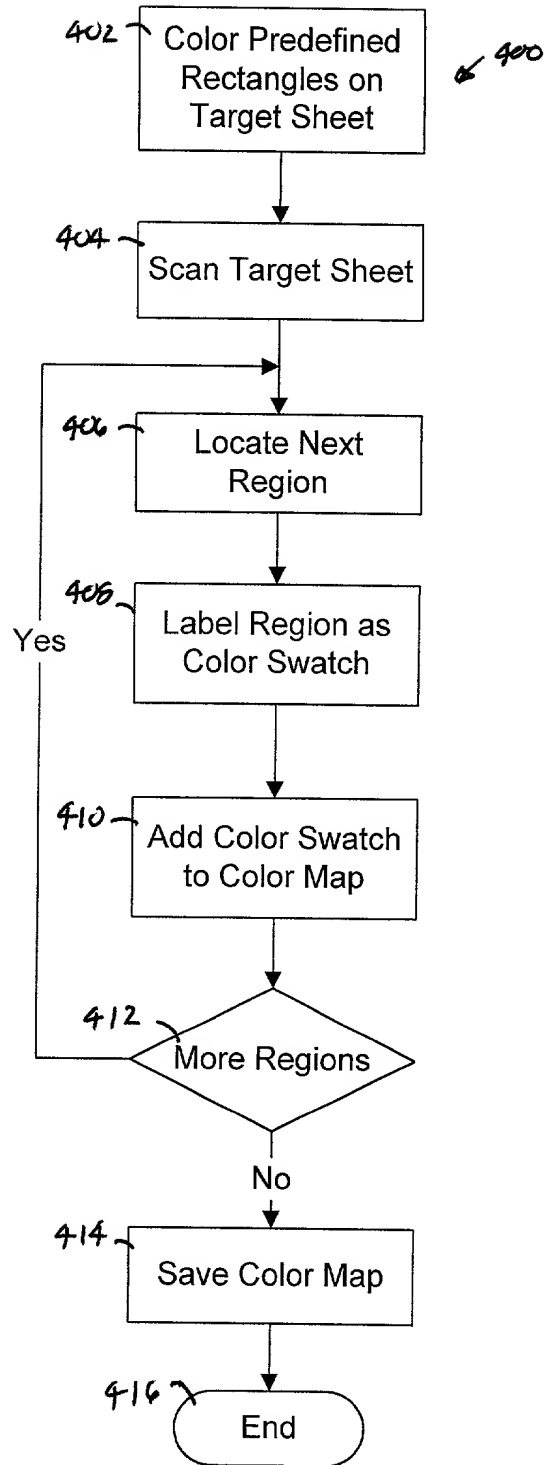 402
Color Predefined
Rectangles on
Target Sheet
400
404
Scan Target Sheet
406
Locate Next
Region
408
Label Region as
Color Swatch
Yes
410
Add Color Swatch
to Color Map
412
More Regions
No
414
Save Color Map
416
End